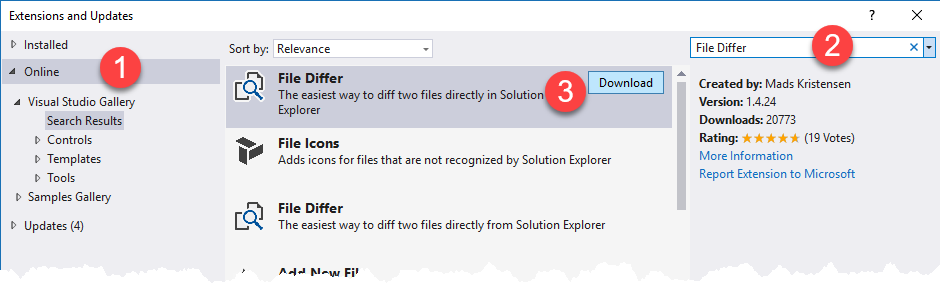 Extensions and Updates
? ×
Installed
Online
1
Visual Studio Gallery
Search Results
Controls
Templates
Tools
Samples Gallery
Updates (4)
Sort by: Relevance
File Differ
The easiest way to diff two files directly in Solution
Explorer
3
Download
File Icons
Adds icons for files that are not recognized by Solution Explorer
File Differ
The easiest way to diff two files directly from Solution Explorer
Add New Fil
2
File Differ
Created by: Mads Kristensen
Version: 1.4.24
Downloads: 20773
Rating: ★★★★★ (19 Votes)
More Information
Report Extension to Microsoft